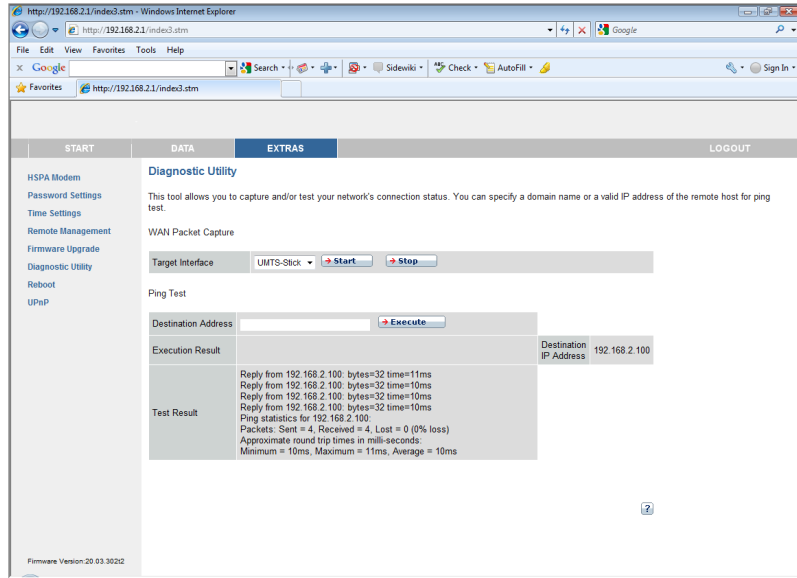 http://192.168.2.1/index3.stm - Windows Internet Explorer
http://192.168.2.1/index3.stm
Google
File Edit View Favorites Tools Help
x Google Search Sidewiki Check AutoFill Sign In
Favorites http://192.168.2.1/index3.stm
START DATA EXTRAS LOGOUT
HSPA Modem
Password Settings
Time Settings
Remote Management
Firmware Upgrade
Diagnostic Utility
Reboot
UPnP
Diagnostic Utility
This tool allows you to capture and/or test your network's connection status. You can specify a domain name or a valid IP address of the remote host for ping
test.
WAN Packet Capture
Target Interface UMTS-Stick Start Stop
Ping Test
Destination Address Execute
Execution Result
Destination
IP Address
192.168.2.100
Test Result
Reply from 192.168.2.100: bytes=32 time=11ms
Reply from 192.168.2.100: bytes=32 time=10ms
Reply from 192.168.2.100: bytes=32 time=10ms
Reply from 192.168.2.100: bytes=32 time=10ms
Ping statistics for 192.168.2.100:
Packets: Sent = 4, Received = 4, Lost = 0 (0% loss)
Approximate round trip times in milli-seconds:
Minimum = 10ms, Maximum = 11ms, Average = 10ms
?
Firmware Version:20.03.302t2